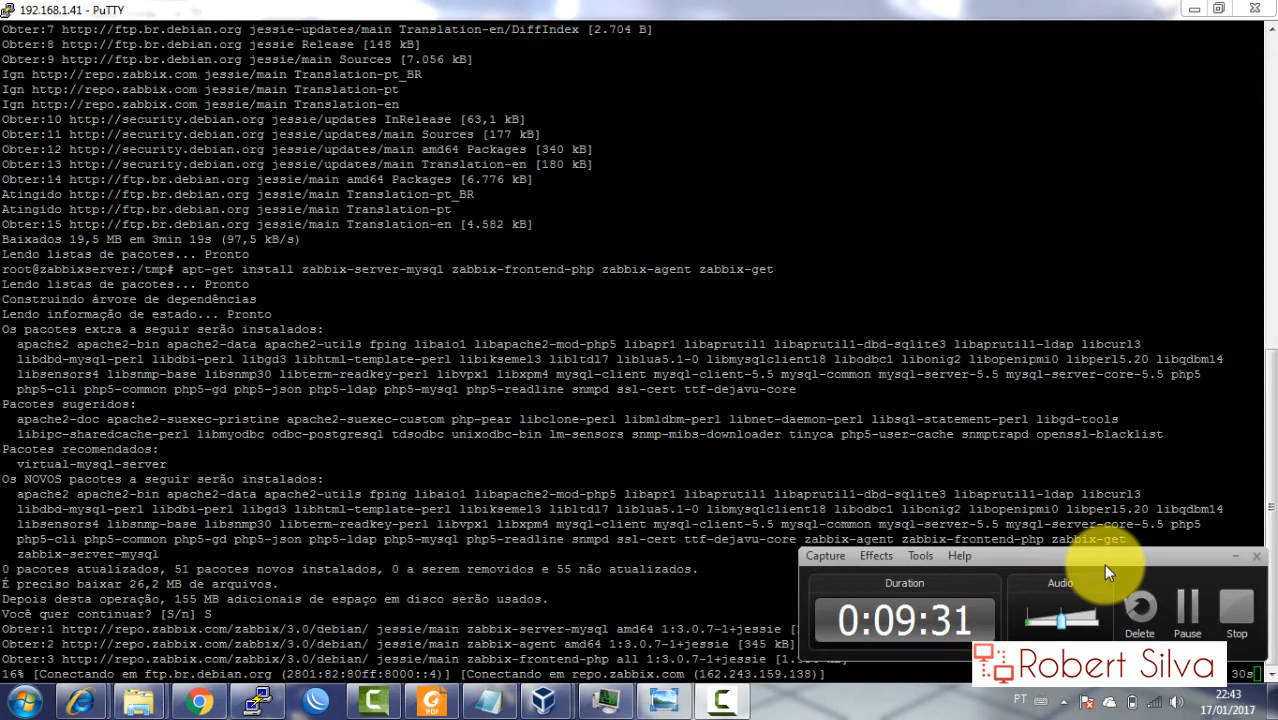 192.168.1.41 - PuTTY
Obter:7 http://ftp.br.debian.org jessie-updates/main Translation-en/DiffIndex [2.704 B]
Obter:8 http://ftp.br.debian.org jessie Release [148 kB]
Obter:9 http://ftp.br.debian.org jessie/main Sources [7.056 kB]
Ign http://repo.zabbix.com jessie/main Translation-pt_BR
Ign http://repo.zabbix.com jessie/main Translation-pt
Ign http://repo.zabbix.com jessie/main Translation-en
Obter:10 http://security.debian.org jessie/updates InRelease [63,1 kB]
Obter:11 http://security.debian.org jessie/updates/main Sources [177 kB]
Obter:12 http://security.debian.org jessie/updates/main amd64 Packages [340 kB]
Obter:13 http://security.debian.org jessie/updates/main Translation-en [180 kB]
Obter:14 http://ftp.br.debian.org jessie/main amd64 Packages [6.776 kB]
Atingido http://ftp.br.debian.org jessie/main Translation-pt_BR
Atingido http://ftp.br.debian.org jessie/main Translation-pt
Obter:15 http://ftp.br.debian.org jessie/main Translation-en [4.582 kB]
Baixados 19,5 MB em 3min 19s (97,5 kB/s)
Lendo listas de pacotes... Pronto
root@zabbixserver:/tmp# apt-get install zabbix-server-mysql zabbix-frontend-php zabbix-agent zabbix-get
Lendo listas de pacotes... Pronto
Construindo árvore de dependências
Lendo informação de estado... Pronto
Os pacotes extra a seguir serão instalados:
apache2 apache2-bin apache2-data apache2-utils fping libaio1 libapache2-mod-php5 libapr1 libaprutil1 libaprutil1-dbd-sqlite3 libaprutil1-ldap libcurl3
libdbd-mysql-perl libdbi-perl libgd3 libhtml-template-perl libiksemel3 libltdl7 liblua5.1-0 libmysqlclient18 libodbc1 libonig2 libopenipmi0 libperl5.20 libqdbm14
libsensors4 libsnmp-base libsnmp30 libterm-readkey-perl libvpx1 libxpm4 mysql-client mysql-client-5.5 mysql-common mysql-server-5.5 mysql-server-core-5.5 php5
php5-cli php5-common php5-gd php5-json php5-ldap php5-mysql php5-readline snmpd ssl-cert ttf-dejavu-core
Pacotes sugeridos:
apache2-doc apache2-suexec-pristine apache2-suexec-custom php-pear libclone-perl libmldbm-perl libnet-daemon-perl libsql-statement-perl libgd-tools
libipc-sharedcache-perl libmyodbc odbc-postgresql tdsodbc unixodbc-bin lm-sensors snmp-mibs-downloader tinyca php5-user-cache snmptrapd openssl-blacklist
Pacotes recomendados:
virtual-mysql-server
Os NOVOS pacotes a seguir serão instalados:
apache2 apache2-bin apache2-data apache2-utils fping libaio1 libapache2-mod-php5 libapr1 libaprutil1 libaprutil1-dbd-sqlite3 libaprutil1-ldap libcurl3
libdbd-mysql-perl libdbi-perl libgd3 libhtml-template-perl libiksemel3 libltdl7 liblua5.1-0 libmysqlclient18 libodbc1 libonig2 libopenipmi0 libperl5.20 libqdbm14
libsensors4 libsnmp-base libsnmp30 libterm-readkey-perl libvpx1 libxpm4 mysql-client mysql-client-5.5 mysql-common mysql-server-5.5 mysql-server-core-5.5 php5
php5-cli php5-common php5-gd php5-json php5-ldap php5-mysql php5-readline snmpd ssl-cert ttf-dejavu-core zabbix-agent zabbix-frontend-php zabbix-get
zabbix-server-mysql
0 pacotes atualizados, 51 pacotes novos instalados, 0 a serem removidos e 55 não atualizados.
É preciso baixar 26,2 MB de arquivos.
Depois desta operação, 155 MB adicionais de espaço em disco serão usados.
Você quer continuar? [S/n] S
Obter:1 http://repo.zabbix.com/zabbix/3.0/debian/ jessie/main zabbix-server-mysql amd64 1:3.0.7-1+jessie [
Obter:2 http://repo.zabbix.com/zabbix/3.0/debian/ jessie/main zabbix-agent amd64 1:3.0.7-1+jessie [345 kB]
Obter:3 http://repo.zabbix.com/zabbix/3.0/debian/ jessie/main zabbix-frontend-php all 1:3.0.7-1+jessie
16% [Conectando em ftp.br.debian.org (2801:82:80ff:8000::4)] [Conectando em repo.zabbix.com (162.243.159.138)] 30s
Capture Effects Tools Help
Duration
Audio
0:09:31
Delete
Pause
Stop
Robert Silva
PT
22:43
17/01/2017